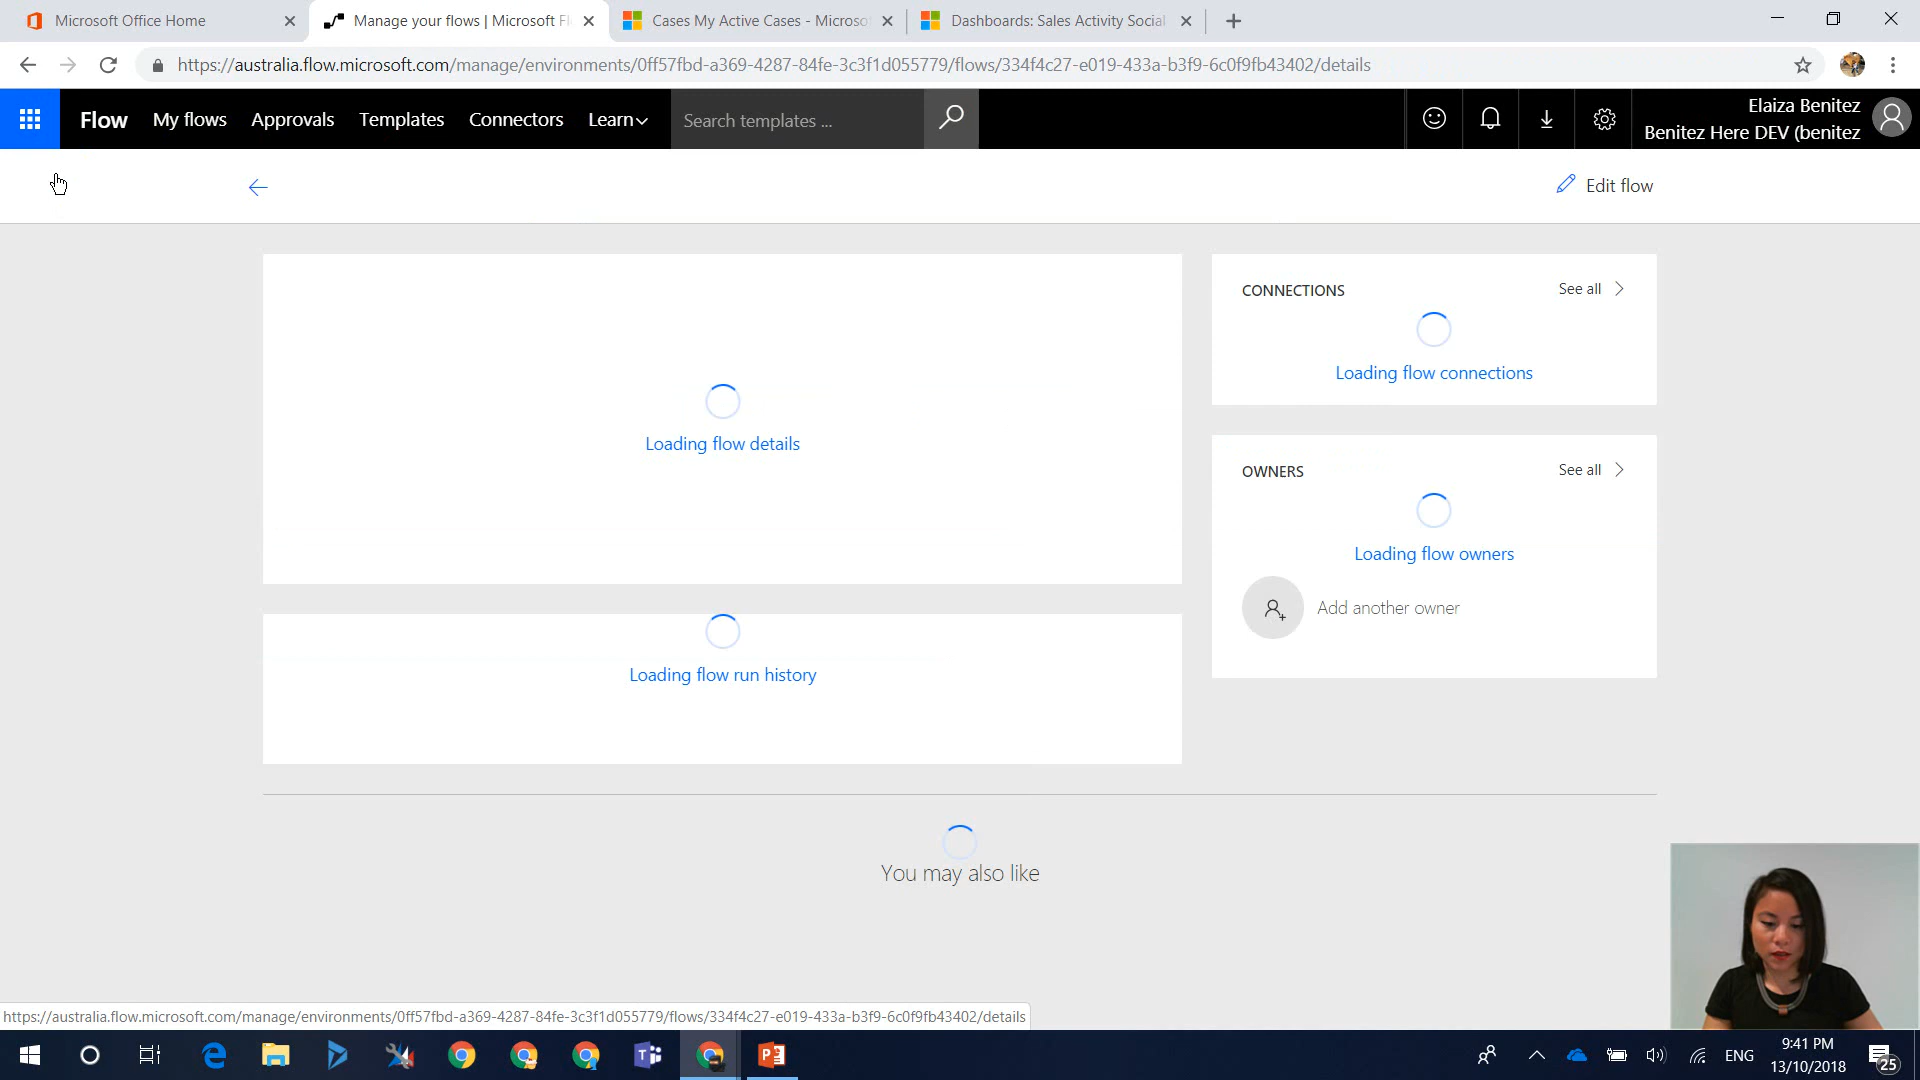 Microsoft Office Home
Manage your flows | Microsoft Fl
Cases My Active Cases - Microso
Dashboards: Sales Activity Social
https://australia.flow.microsoft.com/manage/environments/0ff57fbd-a369-4287-84fe-3c3f1d055779/flows/334f4c27-e019-433a-b3f9-6c0f9fb43402/details
Flow
My flows
Approvals
Templates
Connectors
Learn
Search templates ...
Elaiza Benitez
Benitez Here DEV (benitez
Edit flow
CONNECTIONS
See all
Loading flow connections
Loading flow details
OWNERS
See all
Loading flow owners
Add another owner
Loading flow run history
You may also like
https://australia.flow.microsoft.com/manage/environments/0ff57fbd-a369-4287-84fe-3c3f1d055779/flows/334f4c27-e019-433a-b3f9-6c0f9fb43402/details
ENG
9:41 PM
13/10/2018
25